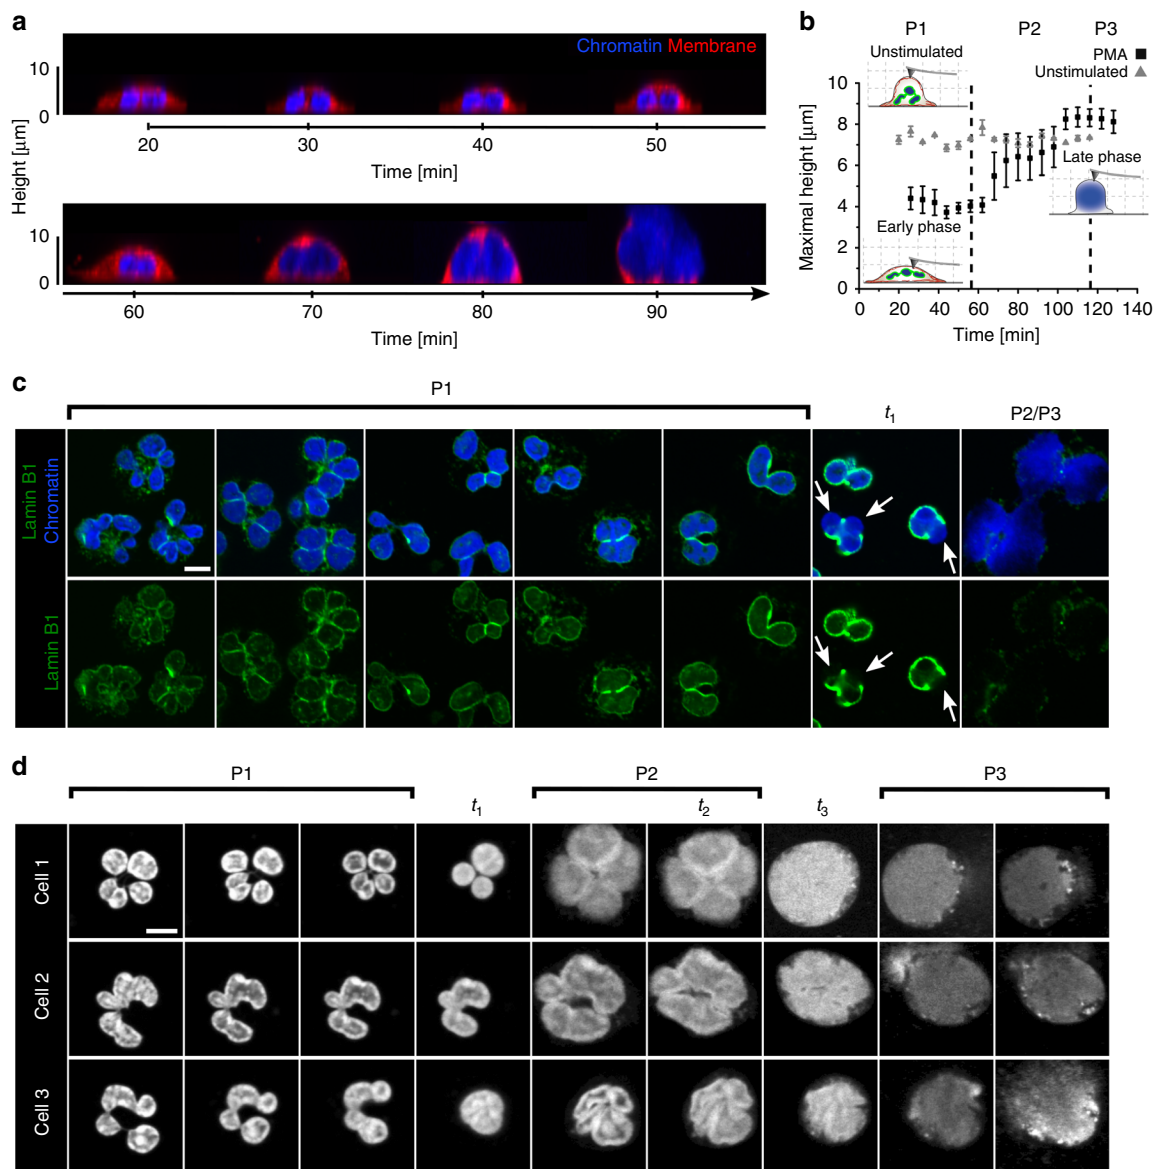 a
Chromatin Membrane
10
0
20 30 40 50
Time [min]
Height [µm]
10
0
60 70 80 90
Time [min]
b
P1 P2 P3
Unstimulated
PMA
Unstimulated
Late phase
Early phase
Maximal height [µm]
10
8
6
4
2
0
0 20 40 60 80 100 120 140
Time [min]
c
P1
t1
P2/P3
Lamin B1
Chromatin
Lamin B1
d
P1 P2 P3
t1 t2 t3
Cell 1
Cell 2
Cell 3